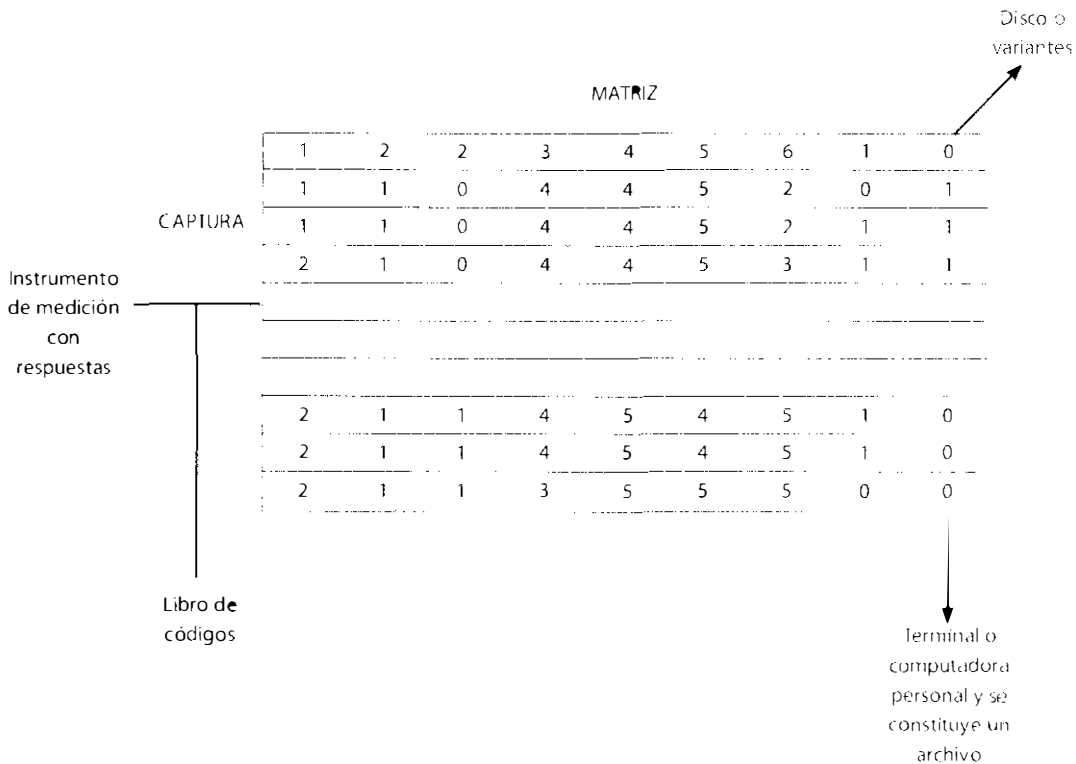 Disco o
variantes
MATRIZ
1 2 2 3 4 5 6 1 0
1 1 0 4 4 5 2 0 1
CAPTURA
1 1 0 4 4 5 2 1 1
2 1 0 4 4 5 3 1 1
Instrumento
de medición
con
respuestas
2 1 1 4 5 4 5 1 0
2 1 1 4 5 4 5 1 0
2 1 1 3 5 5 5 0 0
Libro de
códigos
Terminal o
computadora
personal y se
constituye un
archivo